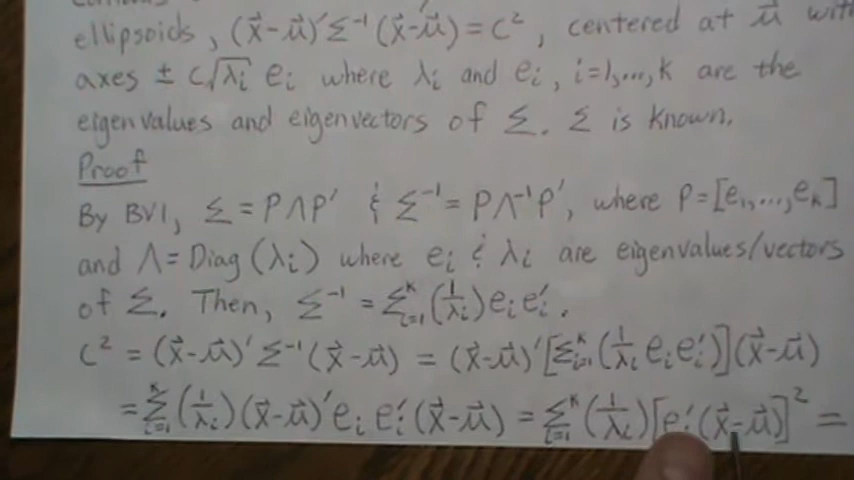 ellipsoids, (x⃗-μ⃗)'Σ⁻¹(x⃗-μ⃗)=c², centered at μ⃗ with
axes ± c√λᵢ eᵢ where λᵢ and eᵢ, i=1,...,k are the
eigenvalues and eigenvectors of Σ. Σ is known.
Proof
By BV1, Σ=PΛP' & Σ⁻¹=PΛ⁻¹P', where P=[e₁,...,eₖ]
and Λ=Diag(λᵢ) where eᵢ & λᵢ are eigenvalues/vectors
of Σ. Then, Σ⁻¹=Σᵢ₌₁ᵏ(1/λᵢ)eᵢeᵢ'.
c²=(x⃗-μ⃗)'Σ⁻¹(x⃗-μ⃗)=(x⃗-μ⃗)'[Σᵢ₌₁ᵏ(1/λᵢ eᵢeᵢ')](x⃗-μ⃗)
=Σᵢ₌₁ᵏ(1/λᵢ)(x⃗-μ⃗)'eᵢ eᵢ'(x⃗-μ⃗)=Σᵢ₌₁ᵏ(1/λᵢ)[eᵢ'(x⃗-μ⃗)]²=